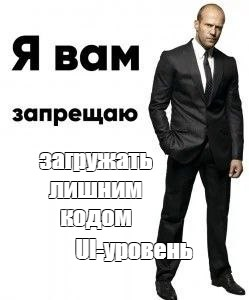 Я вам
запрещаю
загружать
лишним
кодом
UI-уровень